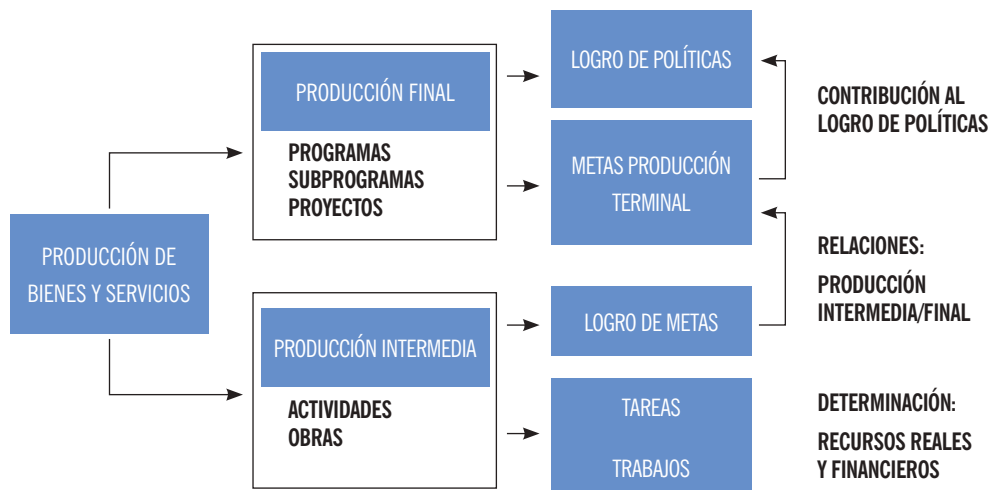 PRODUCCIÓN DE
BIENES Y SERVICIOS
PRODUCCIÓN FINAL
PROGRAMAS
SUBPROGRAMAS
PROYECTOS
PRODUCCIÓN INTERMEDIA
ACTIVIDADES
OBRAS
LOGRO DE POLÍTICAS
METAS PRODUCCIÓN
TERMINAL
LOGRO DE METAS
TAREAS
TRABAJOS
CONTRIBUCIÓN AL
LOGRO DE POLÍTICAS
RELACIONES:
PRODUCCIÓN
INTERMEDIA/FINAL
DETERMINACIÓN:
RECURSOS REALES
Y FINANCIEROS